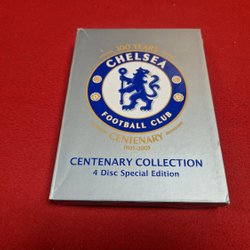 100 YEARS
CHELSEA
FOOTBALL CLUB
CENTENARY
1905-2005
CENTENARY COLLECTION
4 Disc Special Edition